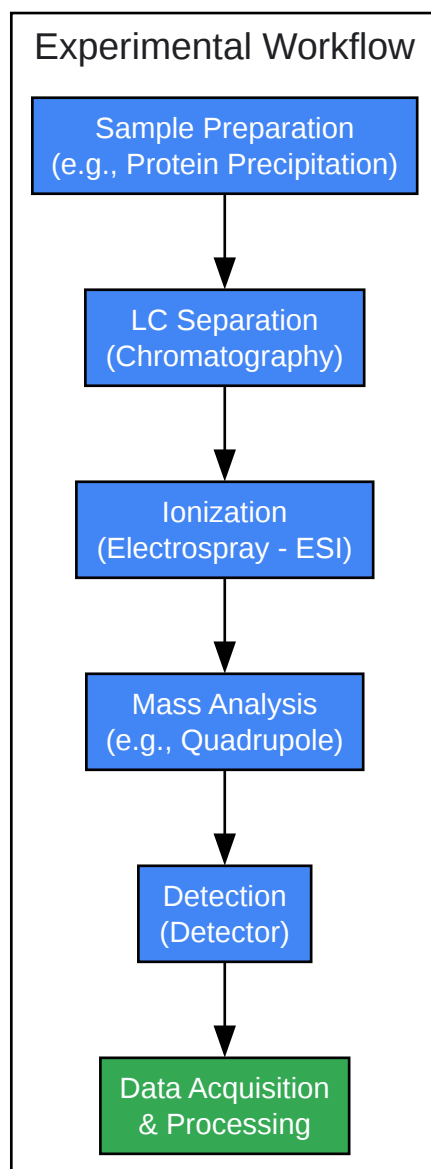 Experimental Workflow
Sample Preparation
(e.g., Protein Precipitation)
LC Separation
(Chromatography)
Ionization
(Electrospray - ESI)
Mass Analysis
(e.g., Quadrupole)
Detection
(Detector)
Data Acquisition
& Processing